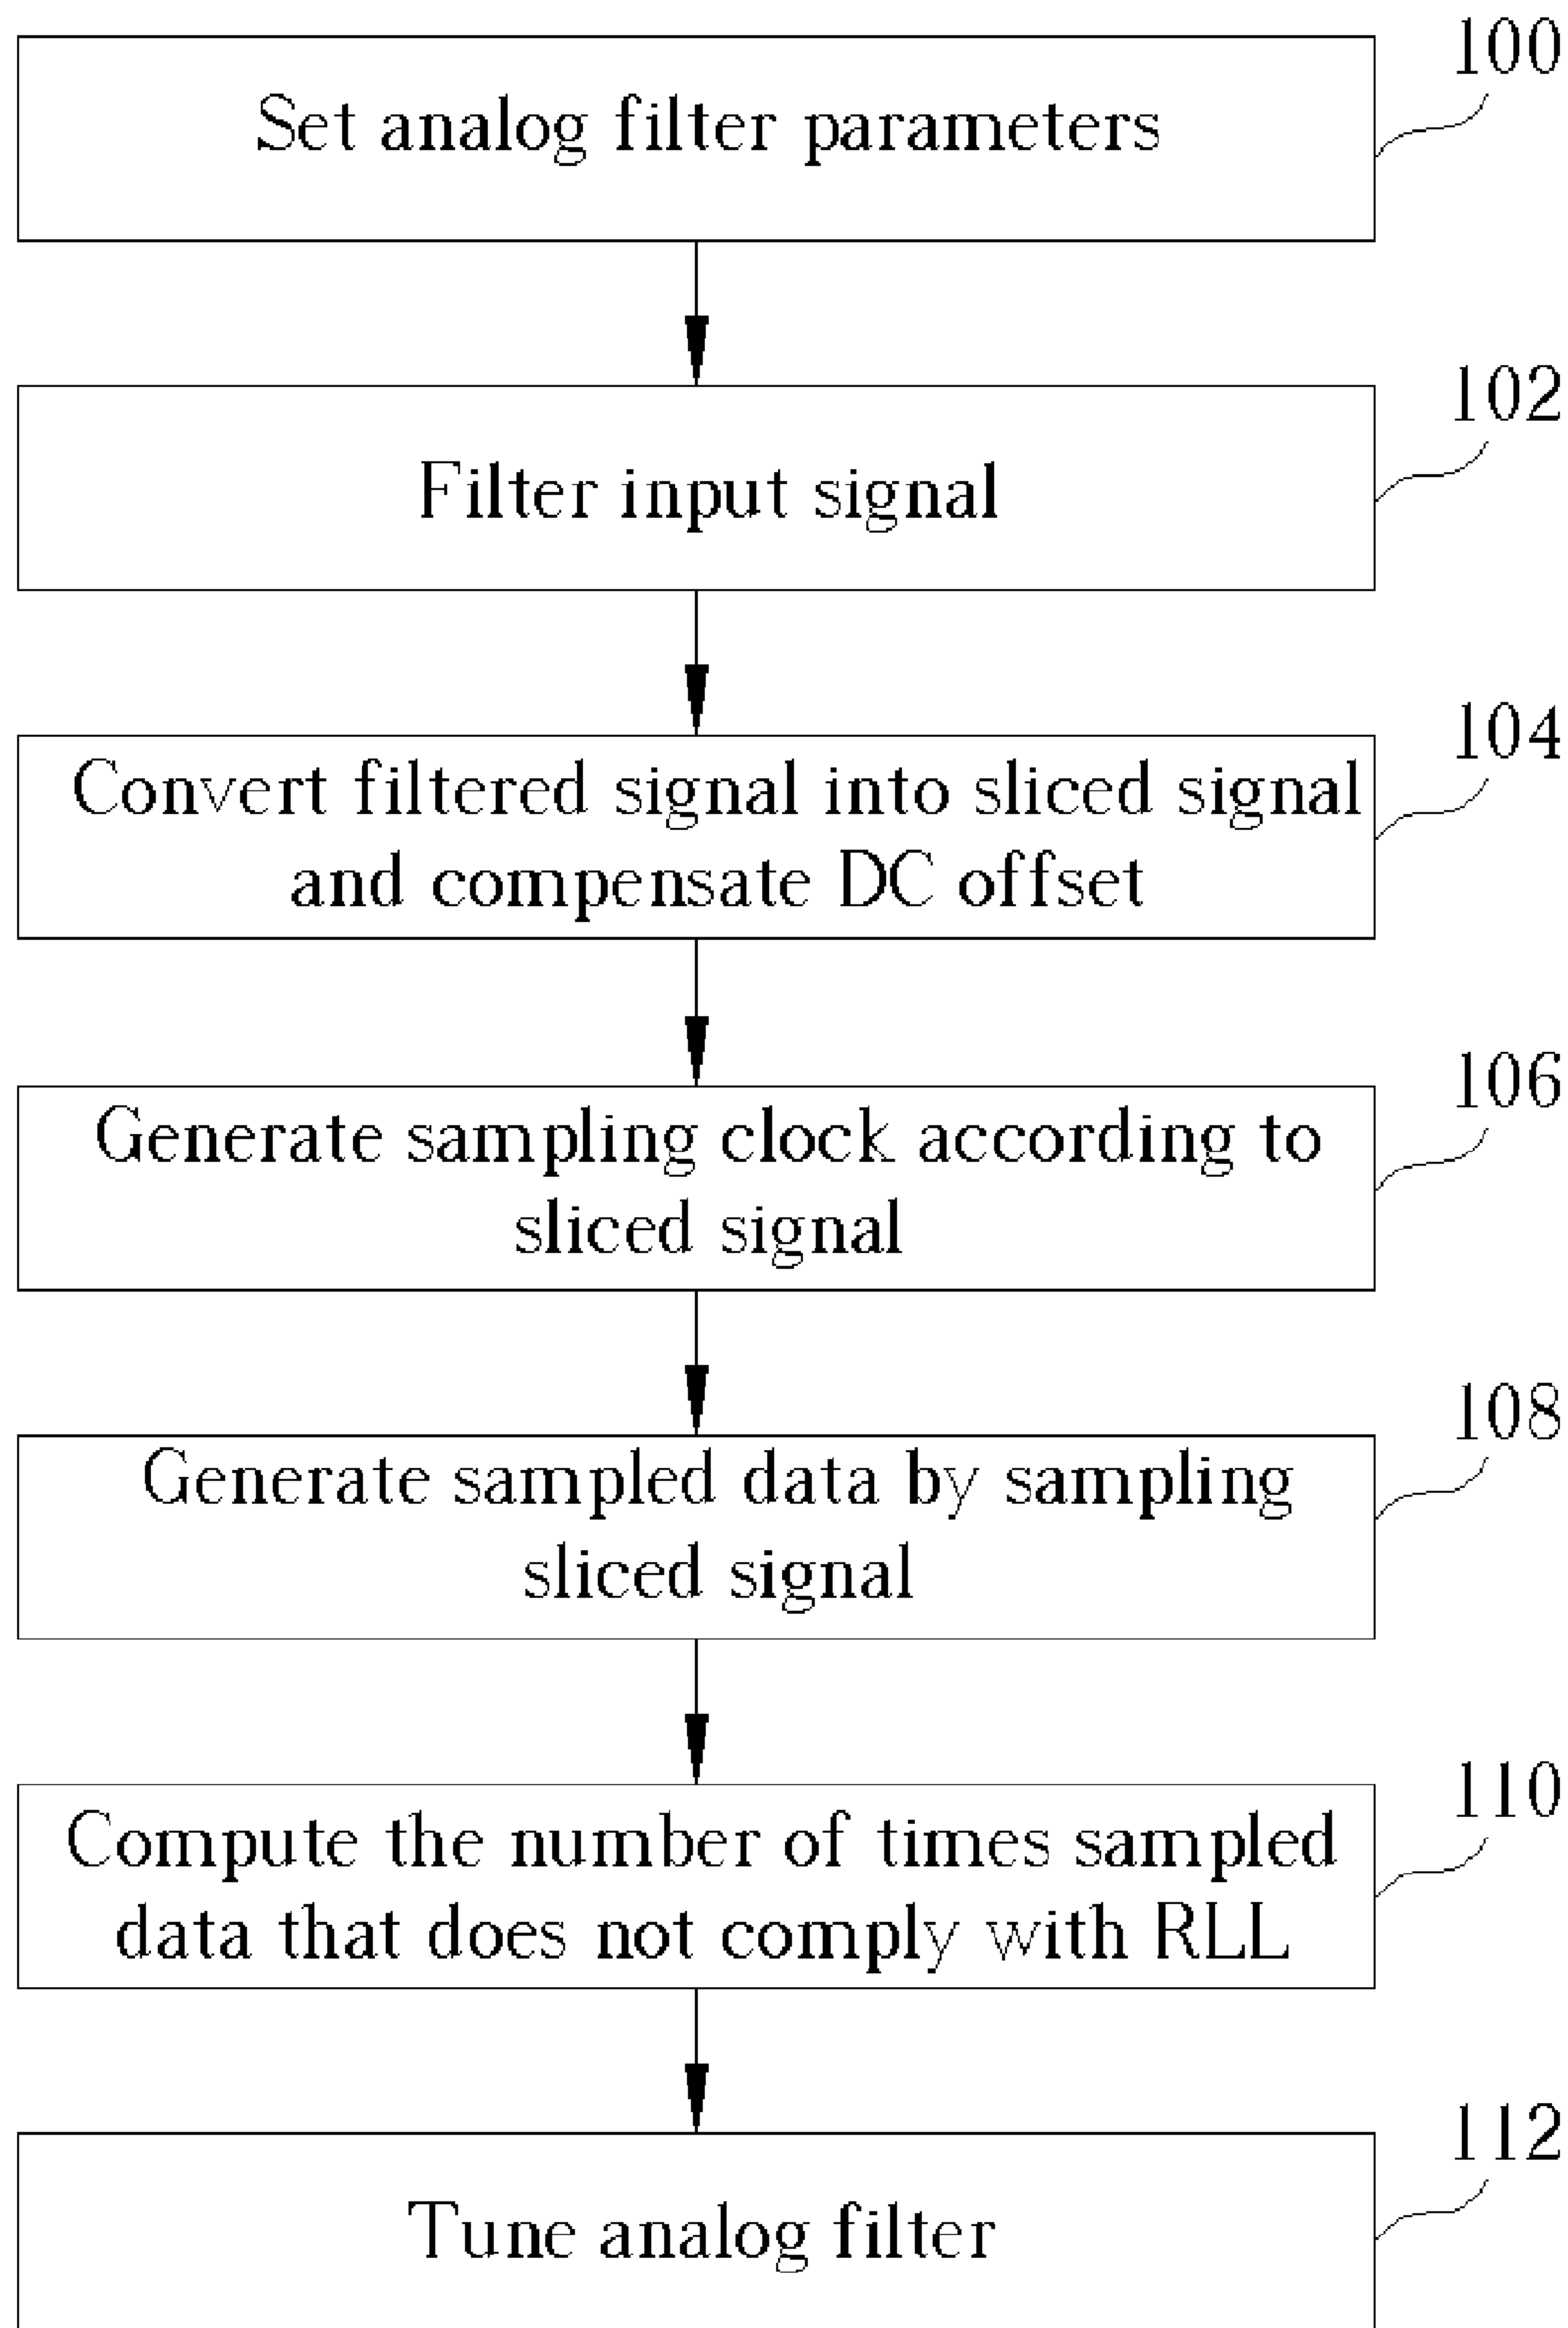 100
Set analog filter parameters
102
Filter input signal
104
Convert filtered signal into sliced signal
and compensate DC offset
106
Generate sampling clock according to
sliced signal
108
Generate sampled data by sampling
sliced signal
110
Compute the number of times sampled
data that does not comply with RLL
112
Tune analog filter